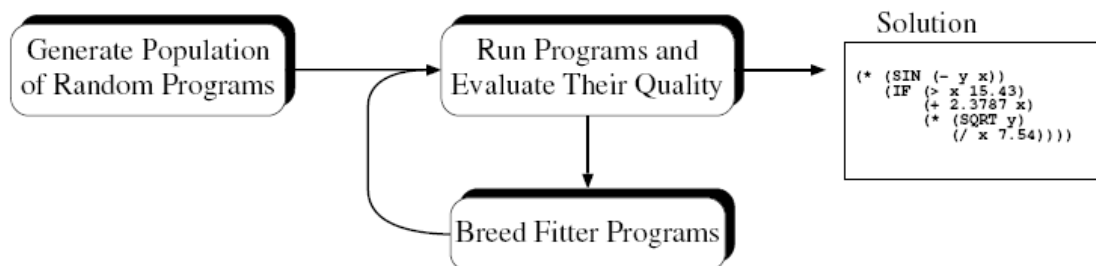 Generate Population
of Random Programs
Run Programs and
Evaluate Their Quality
Breed Fitter Programs
Solution
(* (SIN (- y x))
(IF (> x 15.43)
(+ 2.3787 x)
(* (SQRT y)
(/ x 7.54))))